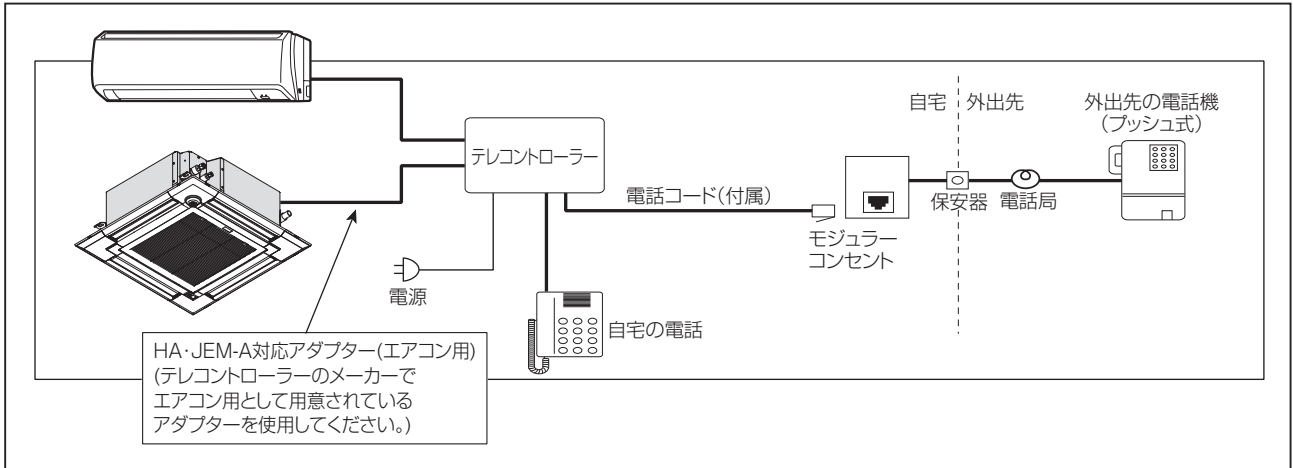 自宅 外出先
外出先の電話機
(プッシュ式)
テレコントローラー
電話コード(付属)
保安器 電話局
モジュラー
コンセント
電源
自宅の電話
HA・JEM-A対応アダプター(エアコン用)
(テレコントローラーのメーカーで
エアコン用として用意されている
アダプターを使用してください。)